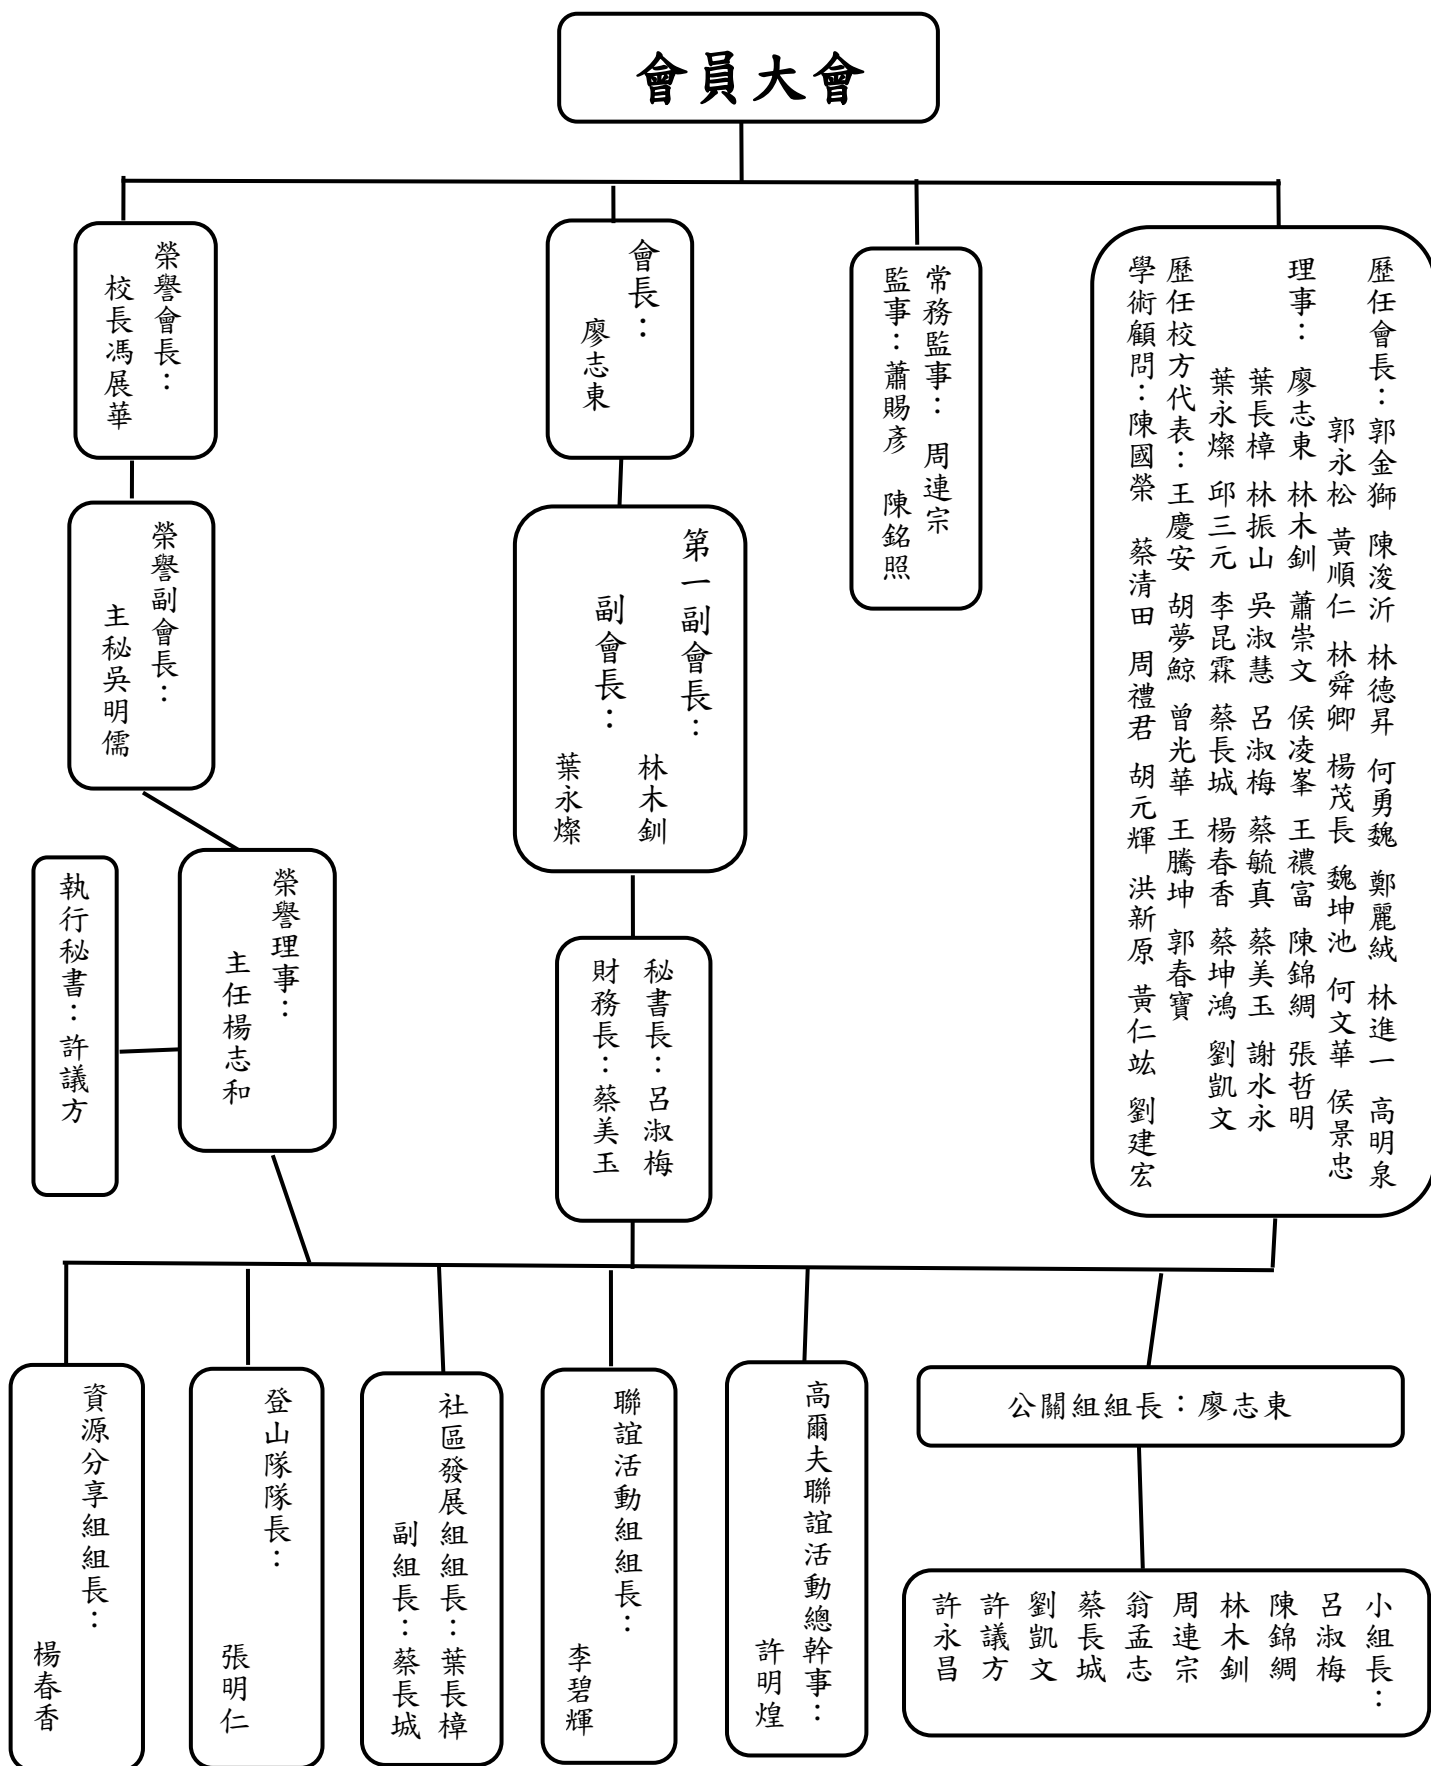 會員大會
榮譽會長：
校長馮展華
會長：
廖志東
常務監事： 周連宗
監事：蕭賜彥 陳銘照
歷任會長：郭金獅 陳浚沂 林德昇 何勇魏 鄭麗絨 林進一 高明泉
郭永松 黃順仁 林舜卿 楊茂長 魏坤池 何文華 侯景忠
理事： 廖志東 林木釧 蕭崇文 侯凌峯 王禮富 陳錦綢 張哲明
葉長樟 林振山 吳淑慧 呂淑梅 蔡毓真 蔡美玉 謝水永
葉永燦 邱三元 李昆霖 蔡長城 楊春香 蔡坤鴻 劉凱文
歷任校方代表：王慶安 胡夢鯨 曾光華 王騰坤 郭春寶
學術顧問：陳國榮 蔡清田 周禮君 胡元輝 洪新原 黃仁竑 劉建宏
榮譽副會長：
主秘吳明儒
第一副會長：
林木釧
副會長：
葉永燦
榮譽理事：
主任楊志和
執行秘書：許議方
秘書長：呂淑梅
財務長：蔡美玉
資源分享組組長：
楊春香
登山隊隊長：
張明仁
社區發展組組長：葉長樟
副組長：蔡長城
聯誼活動組組長：
李碧輝
高爾夫聯誼活動總幹事：
許明煌
公關組組長：廖志東
小組長：
呂淑梅
陳錦綢
林木釧
周連宗
翁孟志
蔡長城
劉凱文
許議方
許永昌